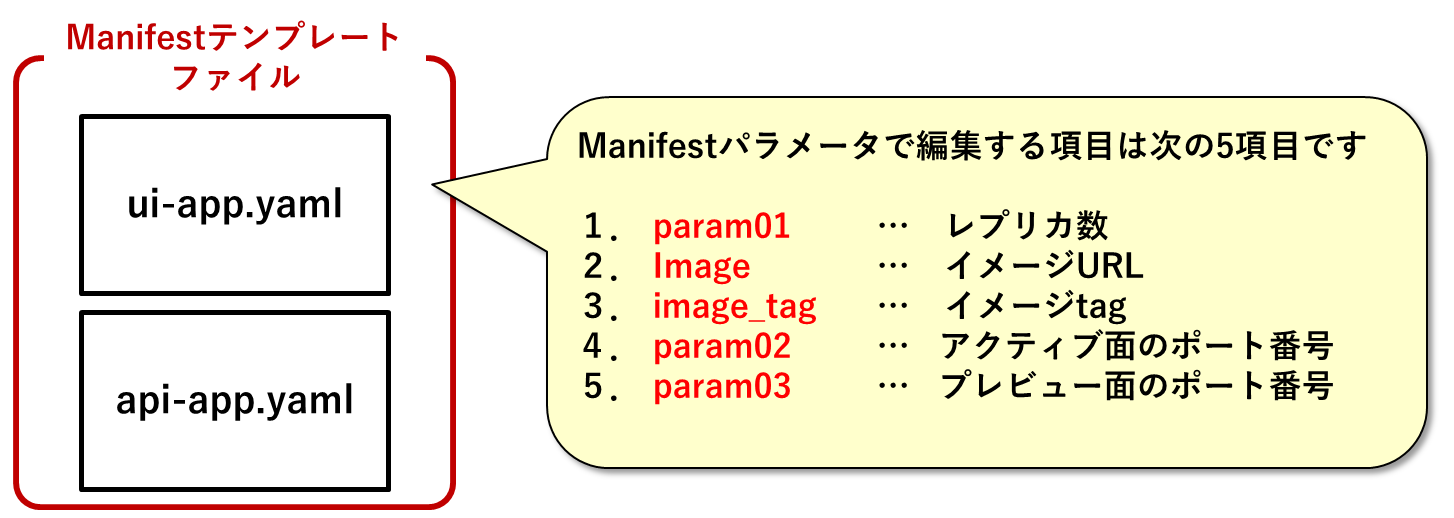 Manifestテンプレート
ファイル
ui-app.yaml
api-app.yaml
Manifestパラメータで編集する項目は次の5項目です
1． param01 … レプリカ数
2． Image … イメージURL
3． image_tag … イメージtag
4． param02 … アクティブ面のポート番号
5． param03 … プレビュー面のポート番号